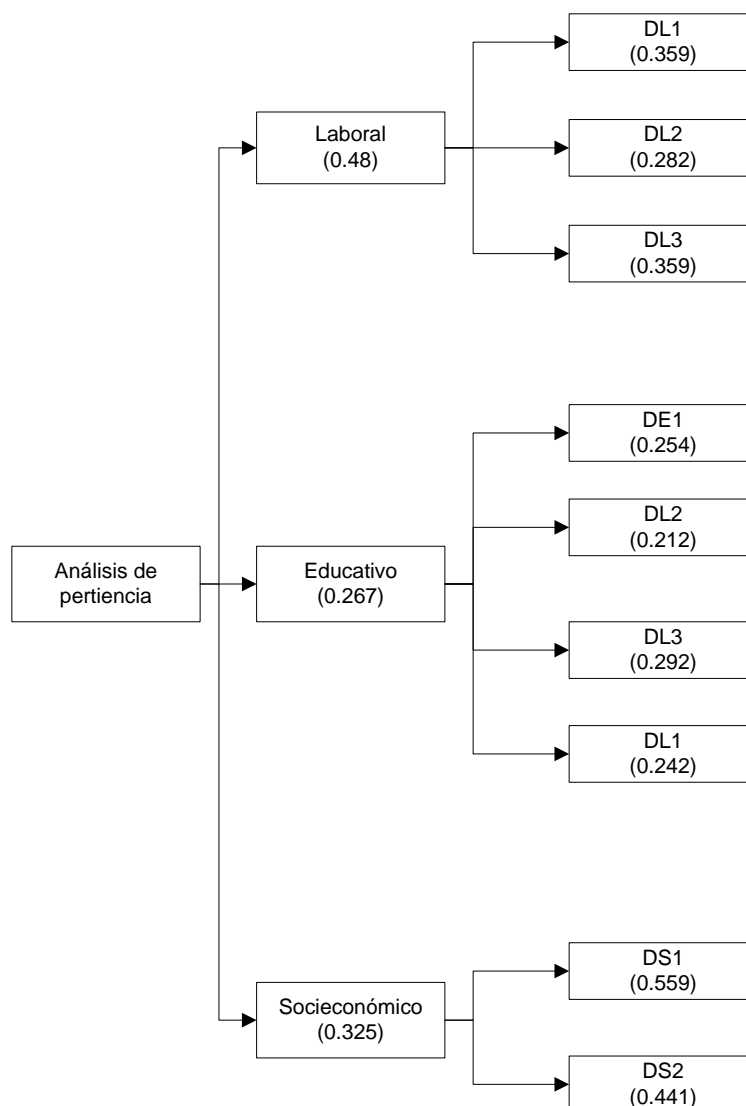 DL1
(0.359)
Laboral
(0.48)
DL2
(0.282)
DL3
(0.359)
DE1
(0.254)
DL2
(0.212)
Análisis de
pertiencia
Educativo
(0.267)
DL3
(0.292)
DL1
(0.242)
DS1
(0.559)
Socieconómico
(0.325)
DS2
(0.441)